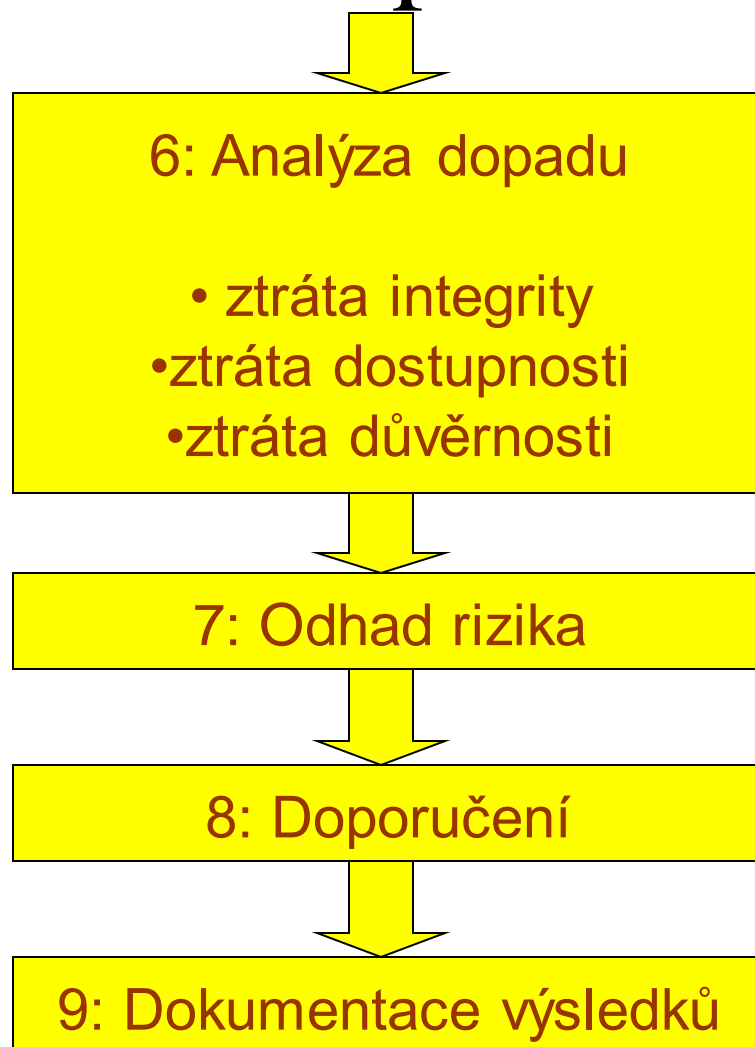 6: Analýza dopadu
• ztráta integrity
•ztráta dostupnosti
•ztráta důvěrnosti
7: Odhad rizika
8: Doporučení
9: Dokumentace výsledků